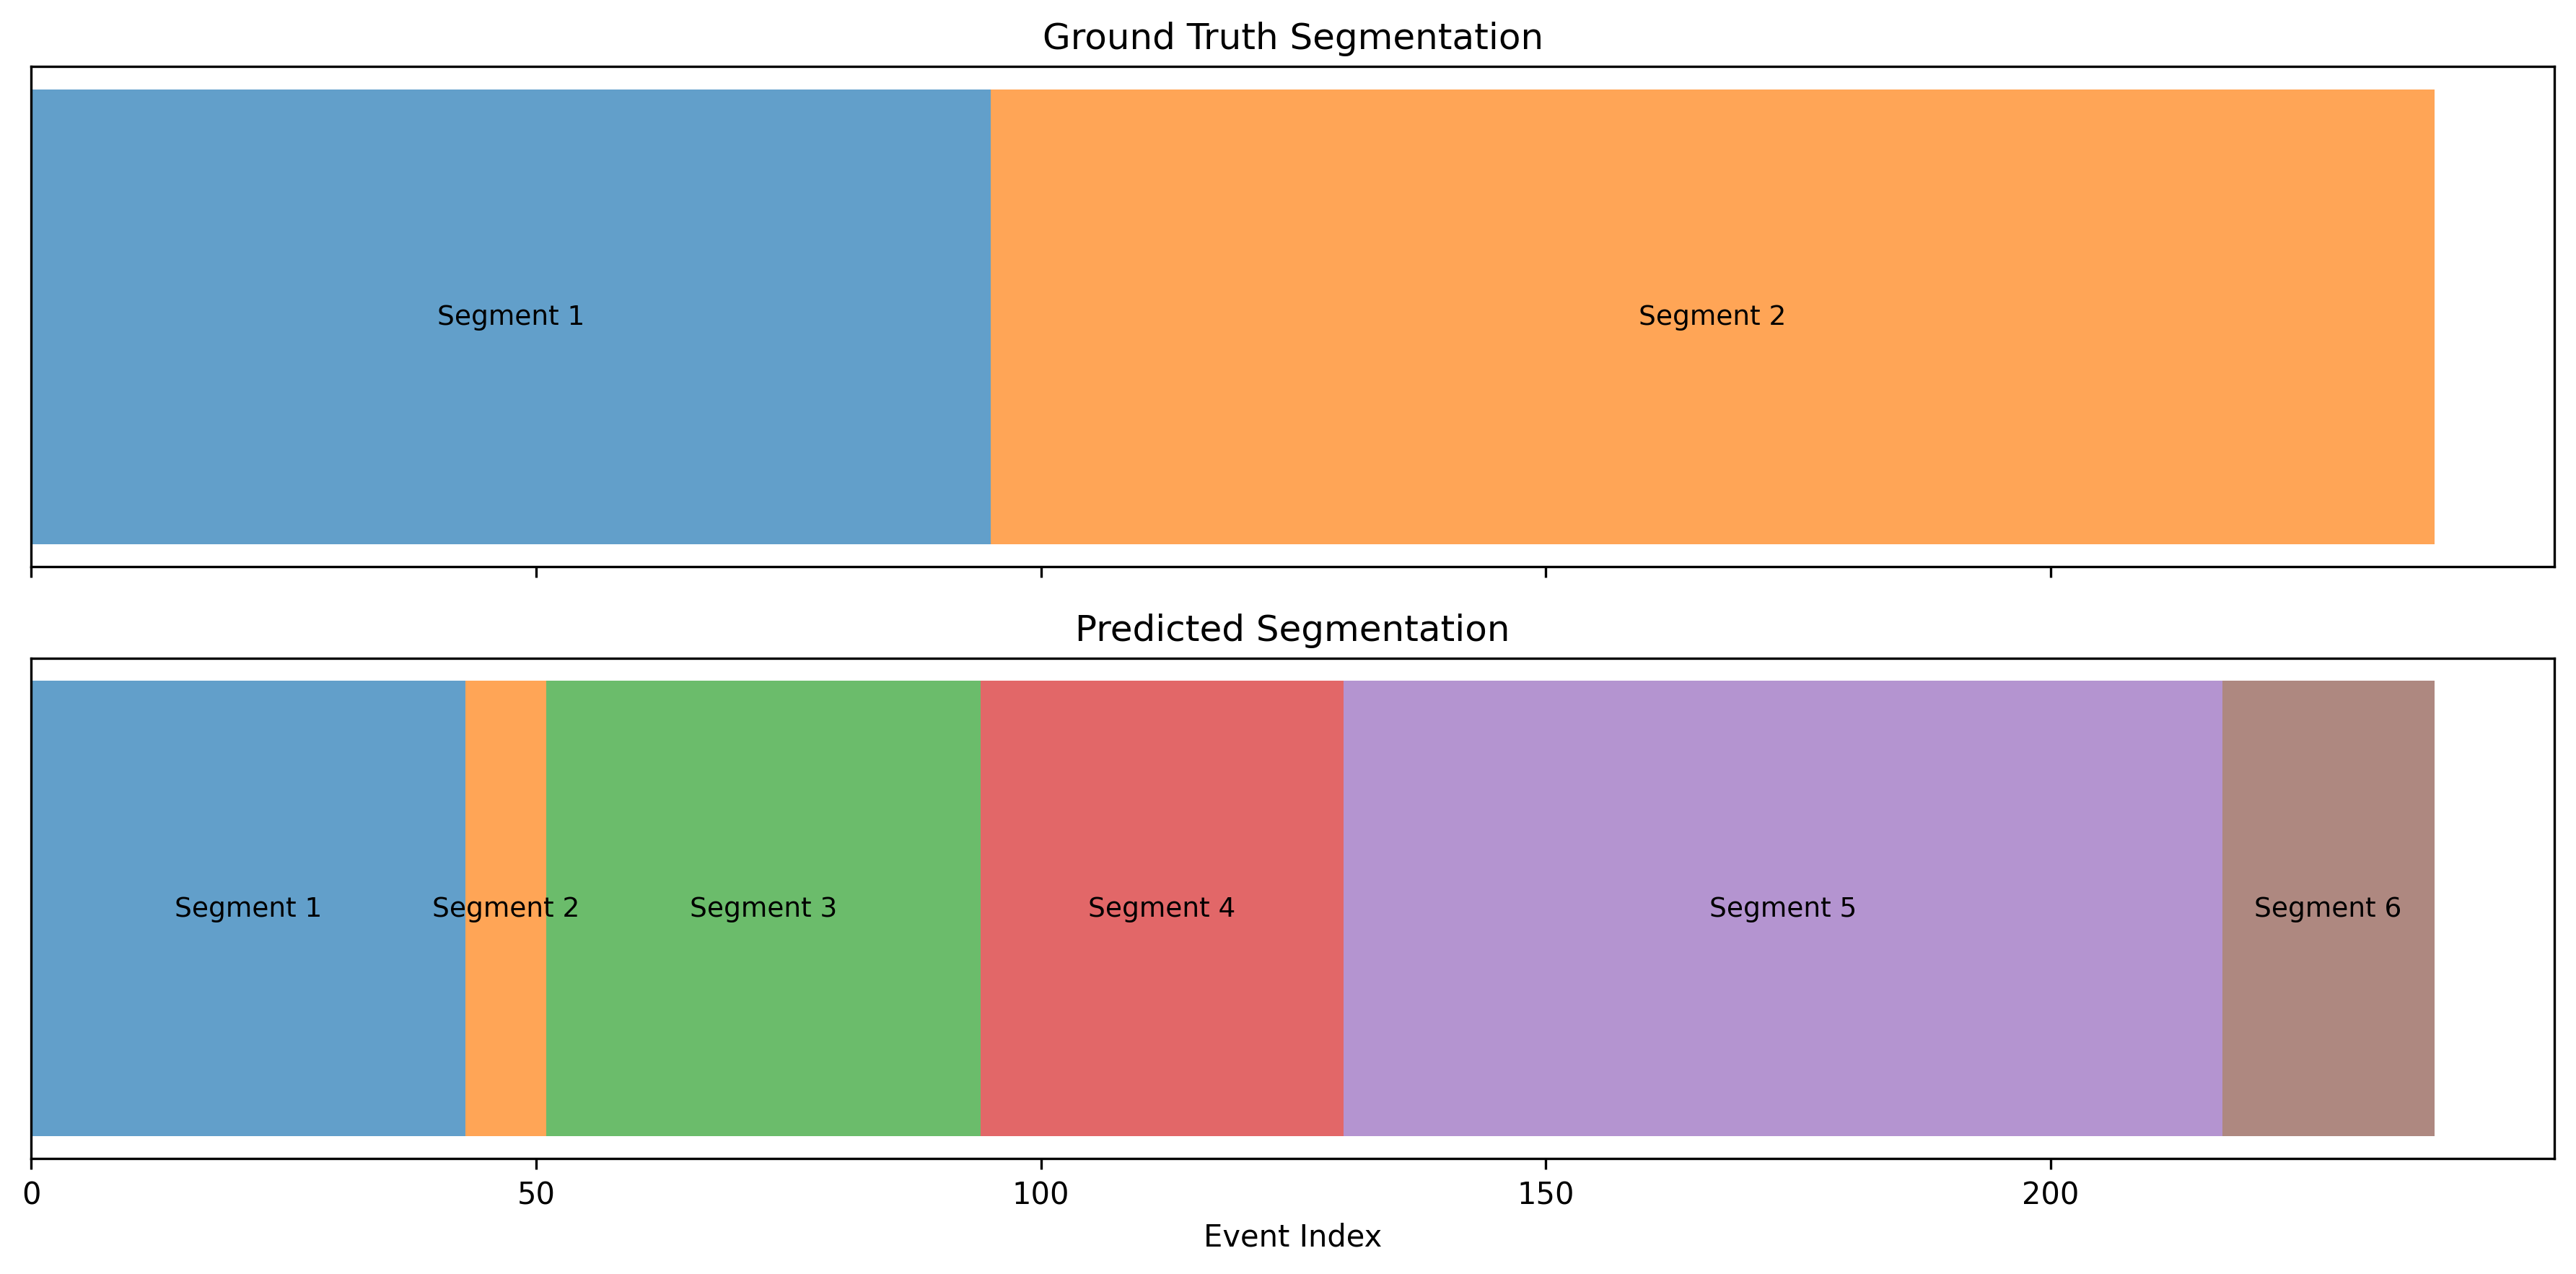 Ground Truth Segmentation
Segment 1 Segment 2
Predicted Segmentation
Segment 1 Segment 2 Segment 3 Segment 4 Segment 5 Segment 6
0 50 100 150 200
Event Index